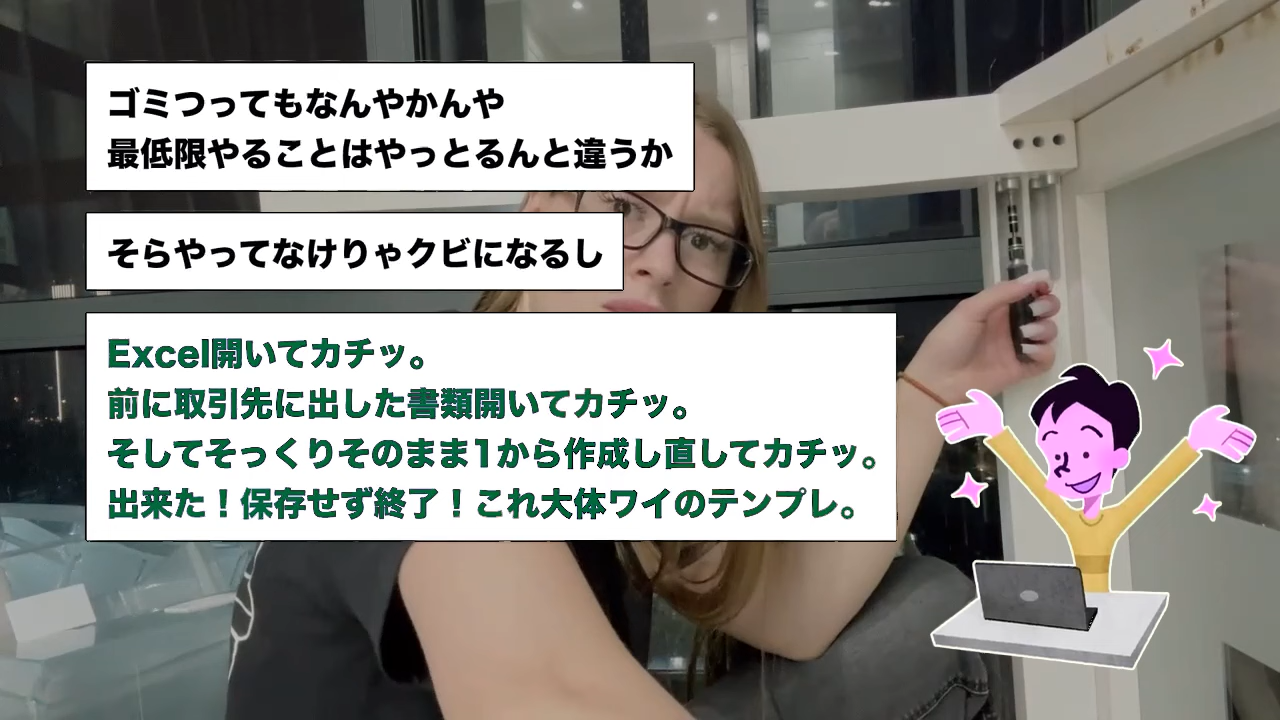 ゴミつってもなんやかんや
最低限やることはやっとるんと違うか
そらやってなけりゃクビになるし
Excel開いてカチッ。
前に取引先に出した書類開いてカチッ。
そしてそっくりそのまま1から作成し直してカチッ。
出来た！保存せず終了！これ大体ワイのテンプレ。